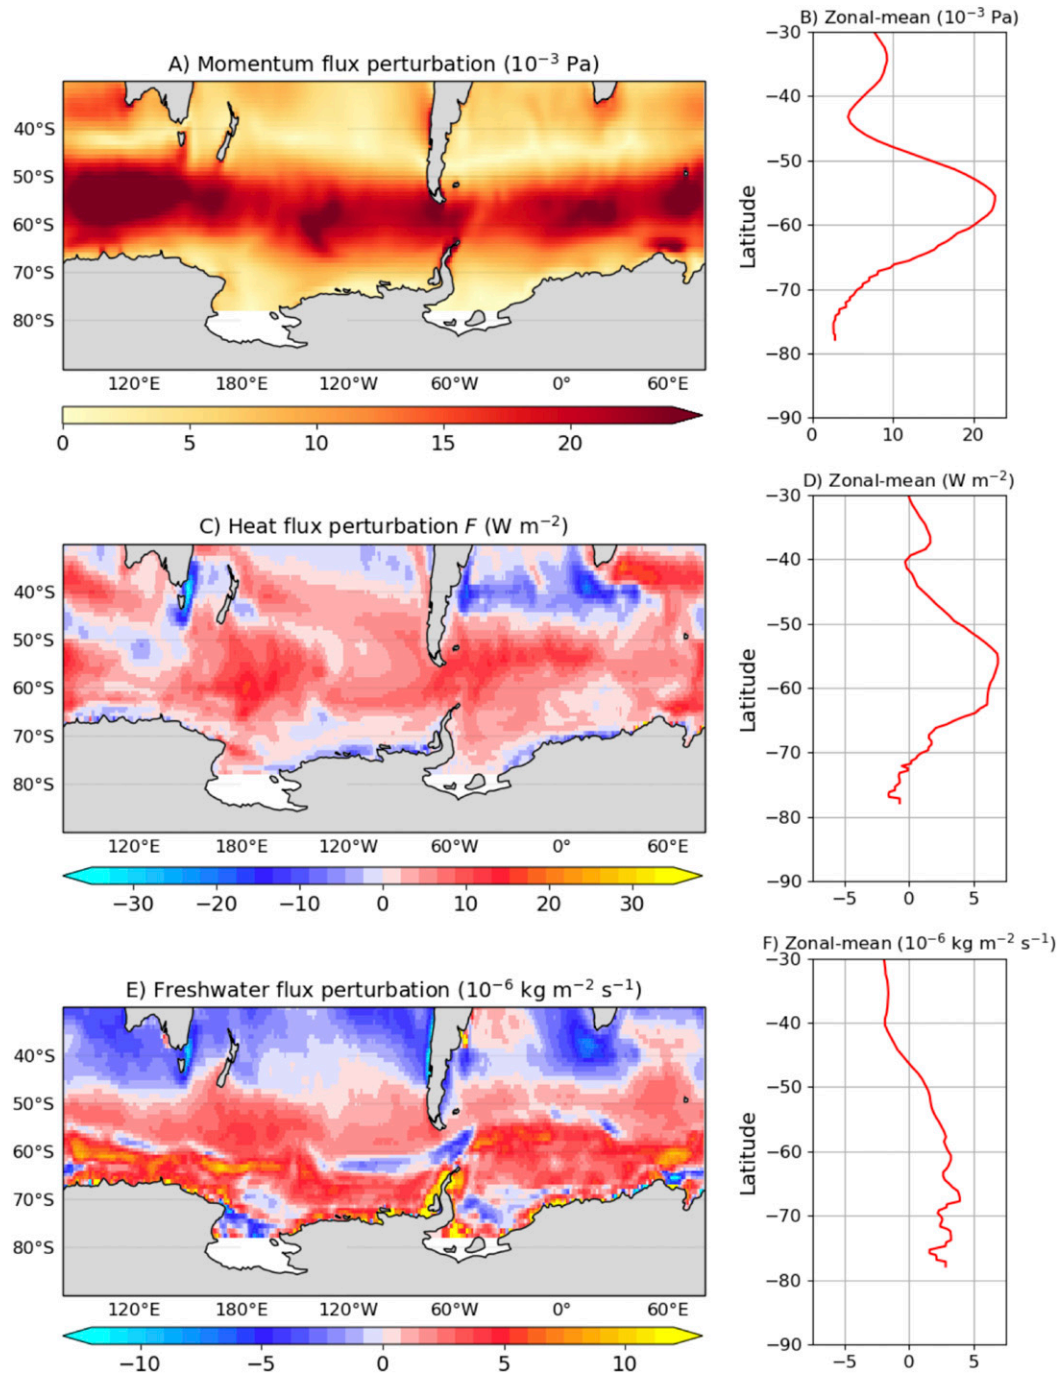 A) Momentum flux perturbation (10⁻³ Pa)
40°S
50°S
60°S
70°S
80°S
120°E 180°E 120°W 60°W 0° 60°E
0 5 10 15 20
B) Zonal-mean (10⁻³ Pa)
−30
−40
−50
−60
−70
−80
−90
Latitude
0 10 20
C) Heat flux perturbation F (W m⁻²)
40°S
50°S
60°S
70°S
80°S
120°E 180°E 120°W 60°W 0° 60°E
−30 −20 −10 0 10 20 30
D) Zonal-mean (W m⁻²)
−30
−40
−50
−60
−70
−80
−90
Latitude
−5 0 5
E) Freshwater flux perturbation (10⁻⁶ kg m⁻² s⁻¹)
40°S
50°S
60°S
70°S
80°S
120°E 180°E 120°W 60°W 0° 60°E
−10 −5 0 5 10
F) Zonal-mean (10⁻⁶ kg m⁻² s⁻¹)
−30
−40
−50
−60
−70
−80
−90
Latitude
−5 0 5